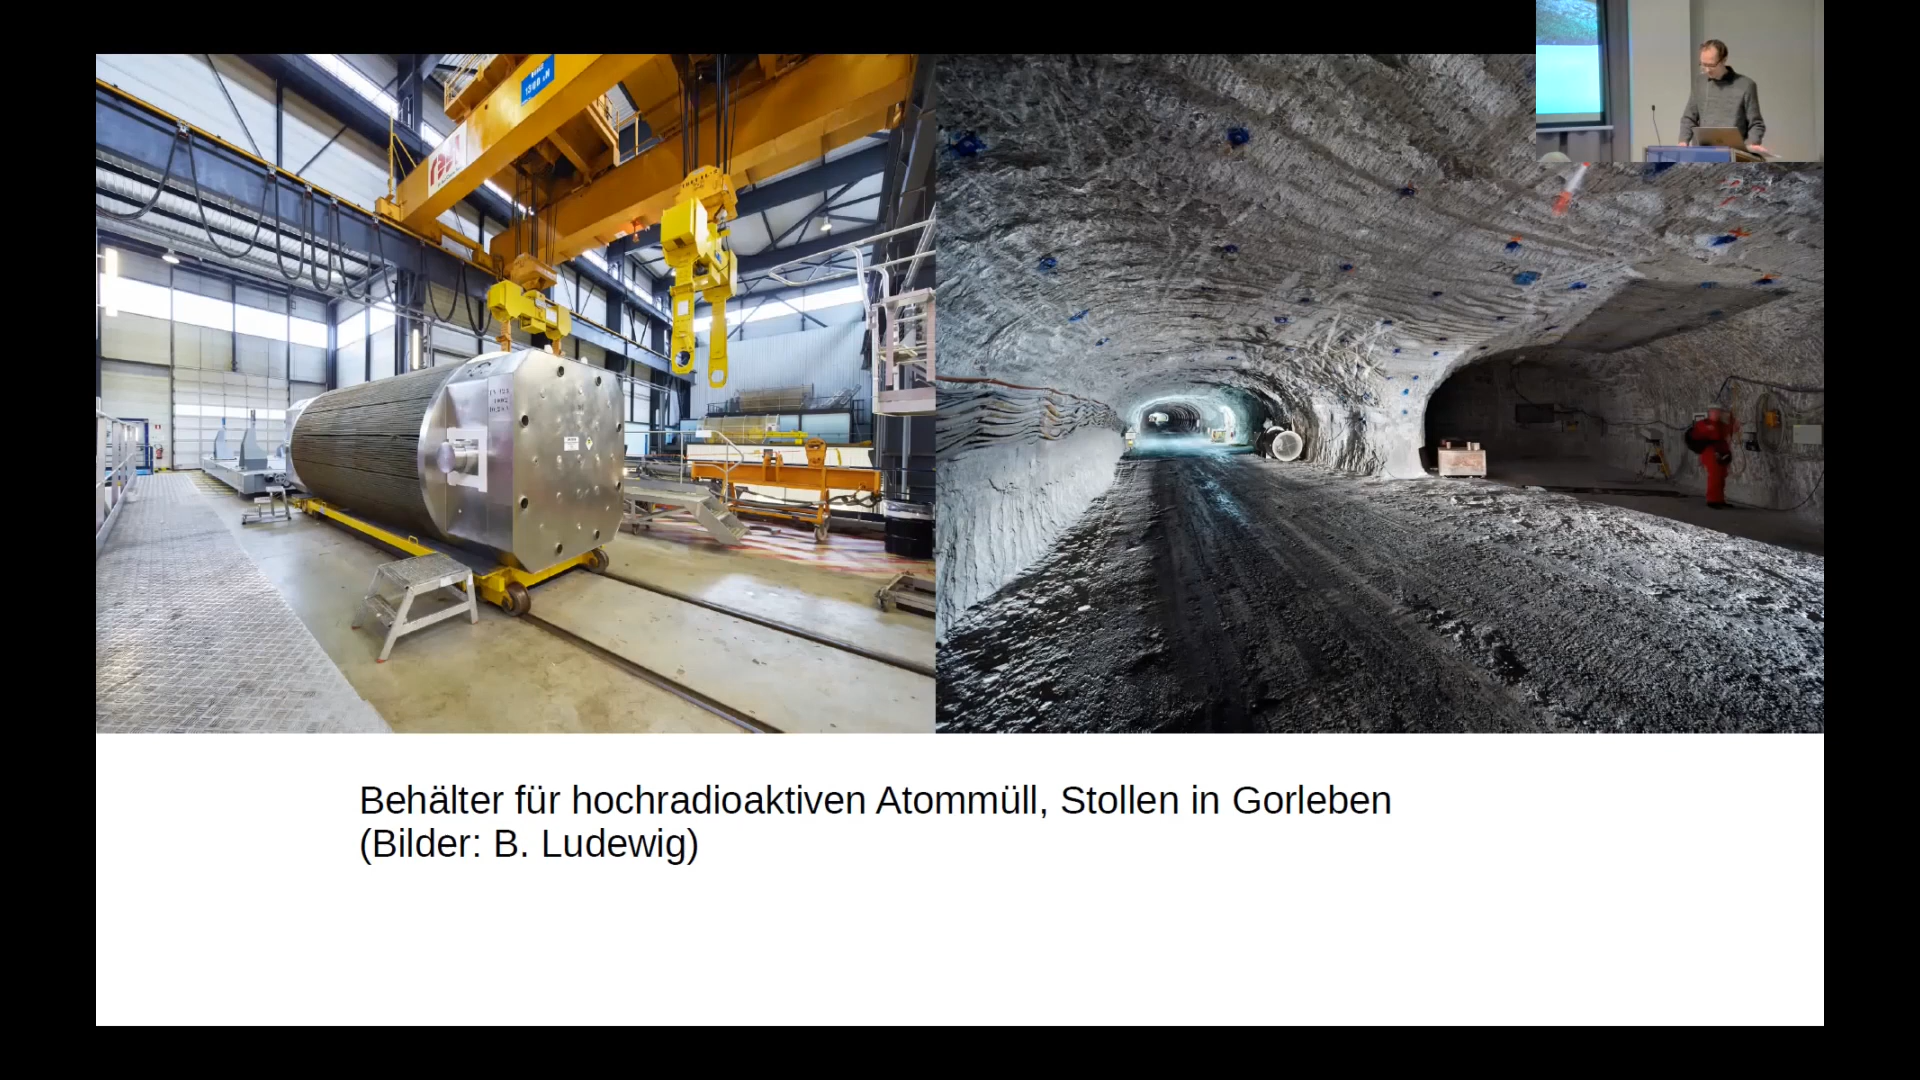 Behälter für hochradioaktiven Atommüll, Stollen in Gorleben
(Bilder: B. Ludewig)